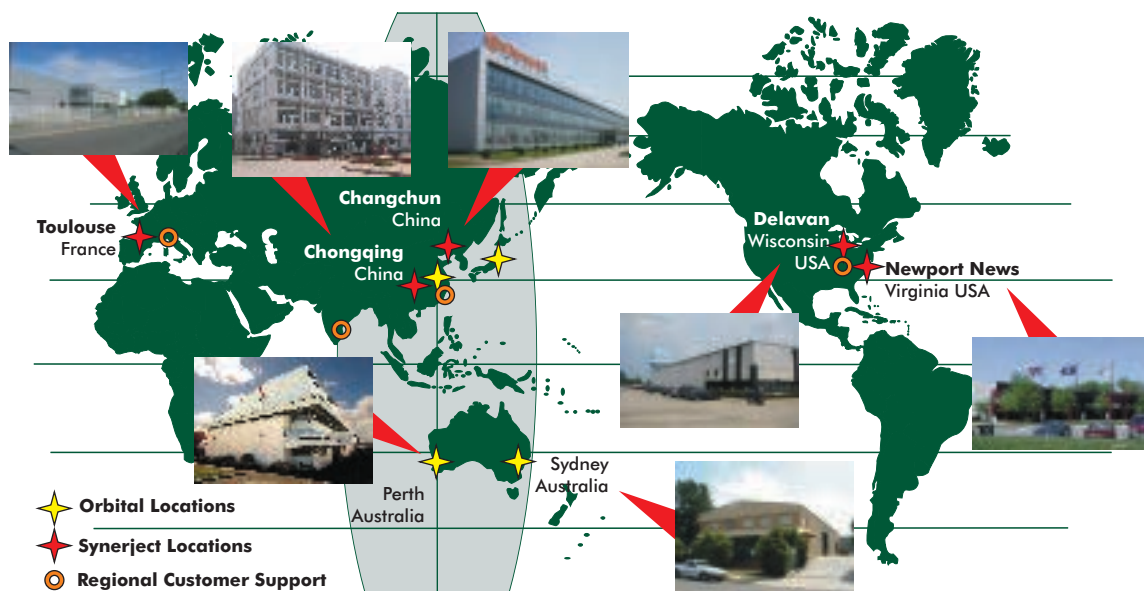 Changchun
China
Toulouse
France
Chongqing
China
Delavan
Wisconsin
USA
Newport News
Virginia USA
Sydney
Australia
Perth
Australia
Orbital Locations
Synerject Locations
Regional Customer Support